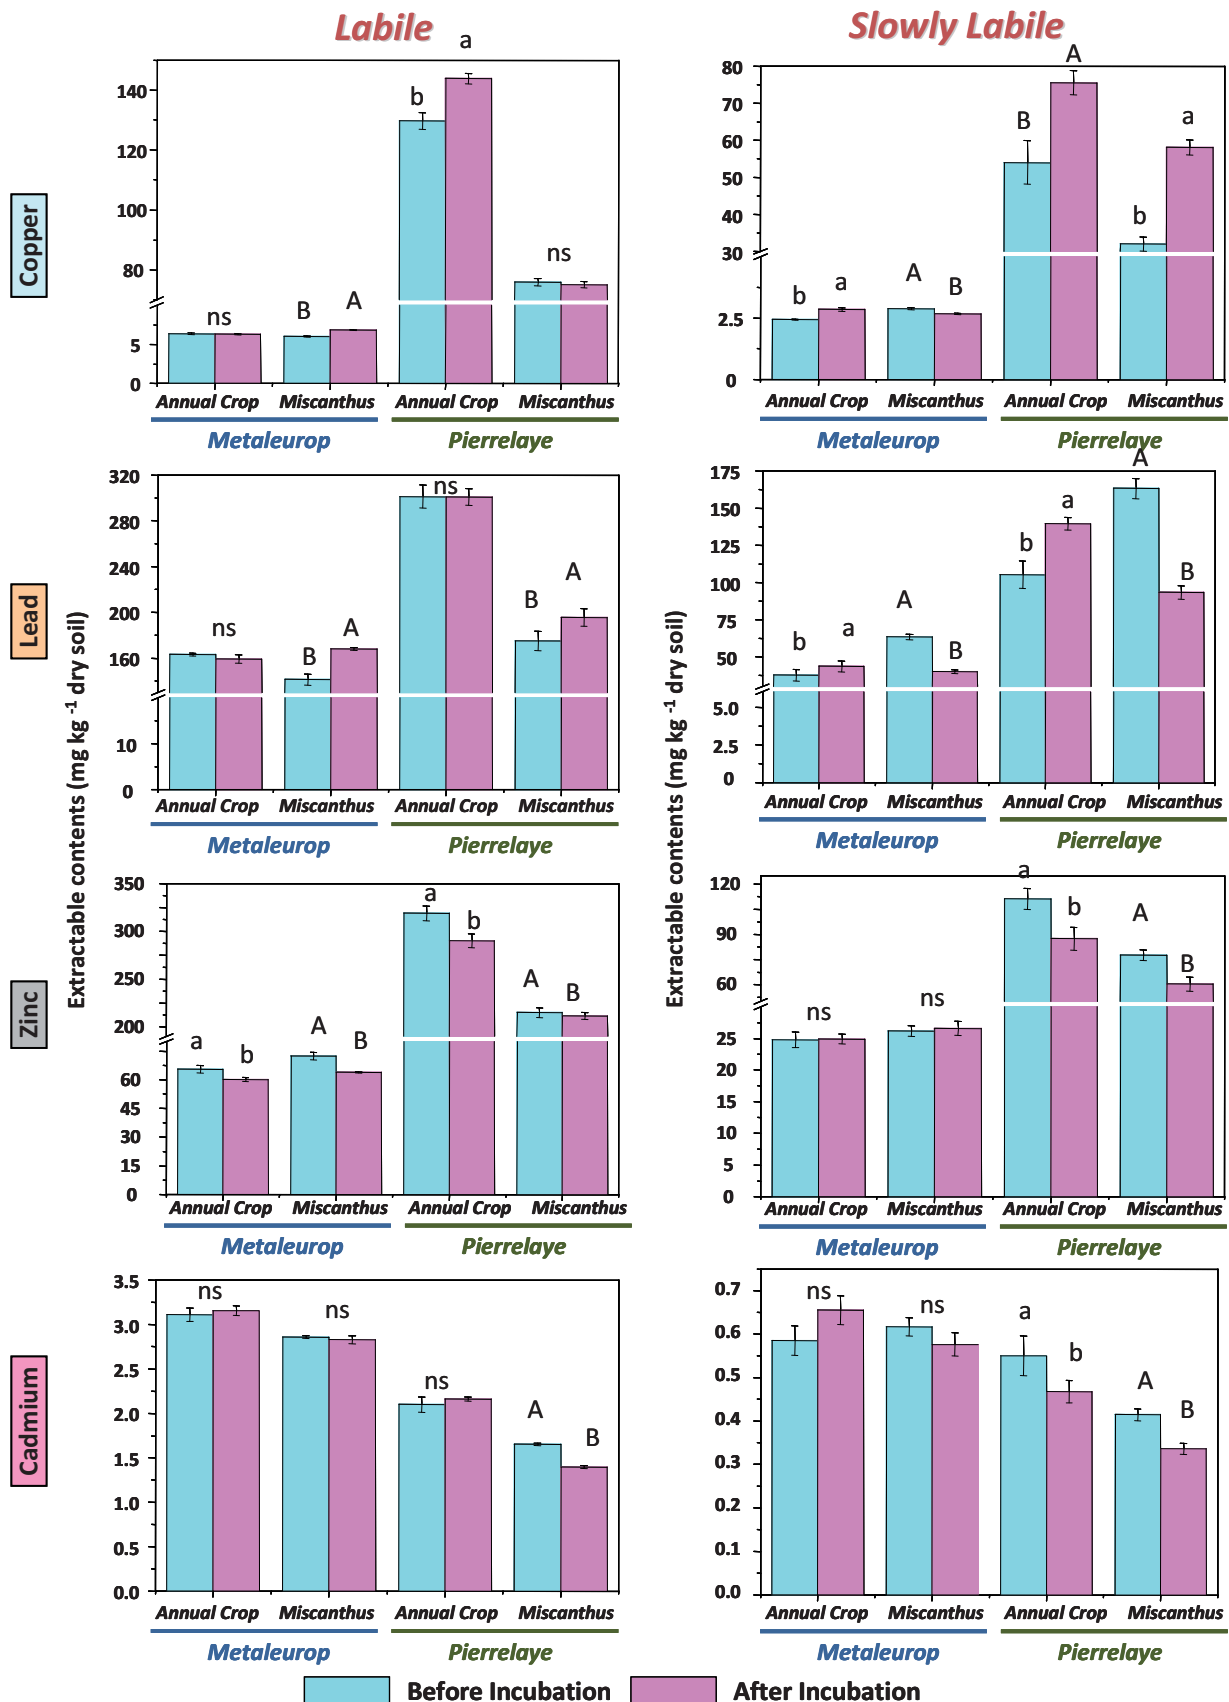 Labile
Slowly Labile
Copper
140
120
100
80
5
0
b
a
ns
B
A
ns
Annual Crop Miscanthus Annual Crop Miscanthus
Metaleurop Pierrelaye
80
70
60
50
40
30
2.5
0
b
a
A
B
B
A
b
a
Annual Crop Miscanthus Annual Crop Miscanthus
Metaleurop Pierrelaye
Extractable contents (mg kg -1 dry soil)
Extractable contents (mg kg -1 dry soil)
Lead
320
280
240
200
160
10
0
ns
B
A
ns
B
A
Annual Crop Miscanthus Annual Crop Miscanthus
Metaleurop Pierrelaye
175
150
125
100
75
50
5.0
2.5
0
b
a
A
B
b
a
A
B
Annual Crop Miscanthus Annual Crop Miscanthus
Metaleurop Pierrelaye
Zinc
350
300
250
200
60
45
30
15
0
a
b
A
B
a
b
A
B
Annual Crop Miscanthus Annual Crop Miscanthus
Metaleurop Pierrelaye
120
90
60
25
20
15
10
5
0
ns
ns
a
b
A
B
Annual Crop Miscanthus Annual Crop Miscanthus
Metaleurop Pierrelaye
Cadmium
3.5
3.0
2.5
2.0
1.5
1.0
0.5
0.0
ns
ns
ns
A
B
Annual Crop Miscanthus Annual Crop Miscanthus
Metaleurop Pierrelaye
0.7
0.6
0.5
0.4
0.3
0.2
0.1
0.0
ns
ns
a
b
A
B
Annual Crop Miscanthus Annual Crop Miscanthus
Metaleurop Pierrelaye
Before Incubation After Incubation